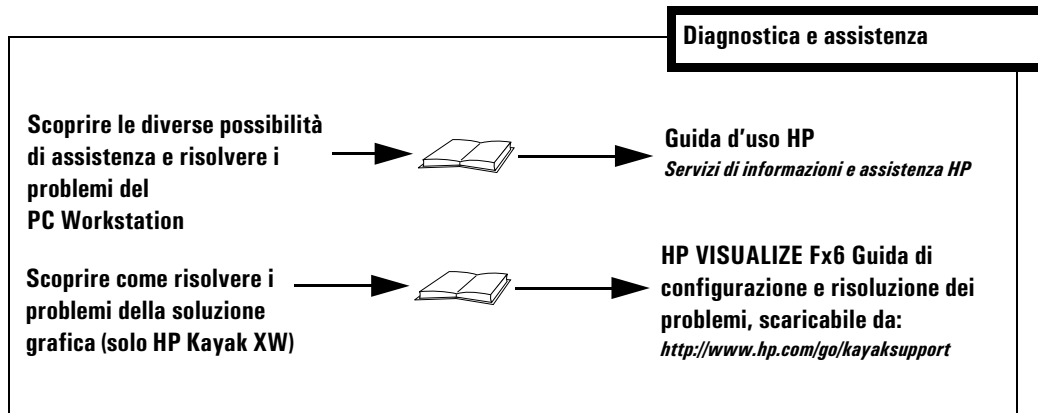 Diagnostica e assistenza
Scoprire le diverse possibilità
di assistenza e risolvere i
problemi del
PC Workstation
Guida d'uso HP
Servizi di informazioni e assistenza HP
Scoprire come risolvere i
problemi della soluzione
grafica (solo HP Kayak XW)
HP VISUALIZE Fx6 Guida di
configurazione e risoluzione dei
problemi, scaricabile da:
http://www.hp.com/go/kayaksupport